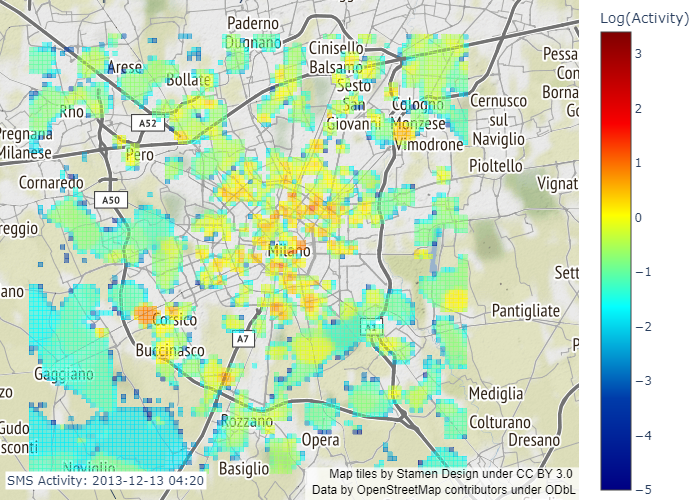 Paderno
Dugnano
Cinisello
Balsamo
Sesto
San
Giovanni
Arese
Bollate
Rho
A52
Pero
Pregnana
Milanese
Cornaredo
A50
Cologno
Monzese
Vimodrone
Cernusco
sul
Naviglio
Pioltello
Pessa
Con
Borna
Go
Vignat
reggio
Milano
Sett
ano
Corsico
A7
A1
Buccinasco
Pantigliate
P
Gaggiano
zo
Mediglia
Rozzano
Opera
Colturano
Dresano
Gudo
sconti
Noviglio
Basiglio
SMS Activity: 2013-12-13 04:20
Map tiles by Stamen Design under CC BY 3.0
Data by OpenStreetMap contributors under ODbL
Log(Activity)
3
2
1
0
−1
−2
−3
−4
−5